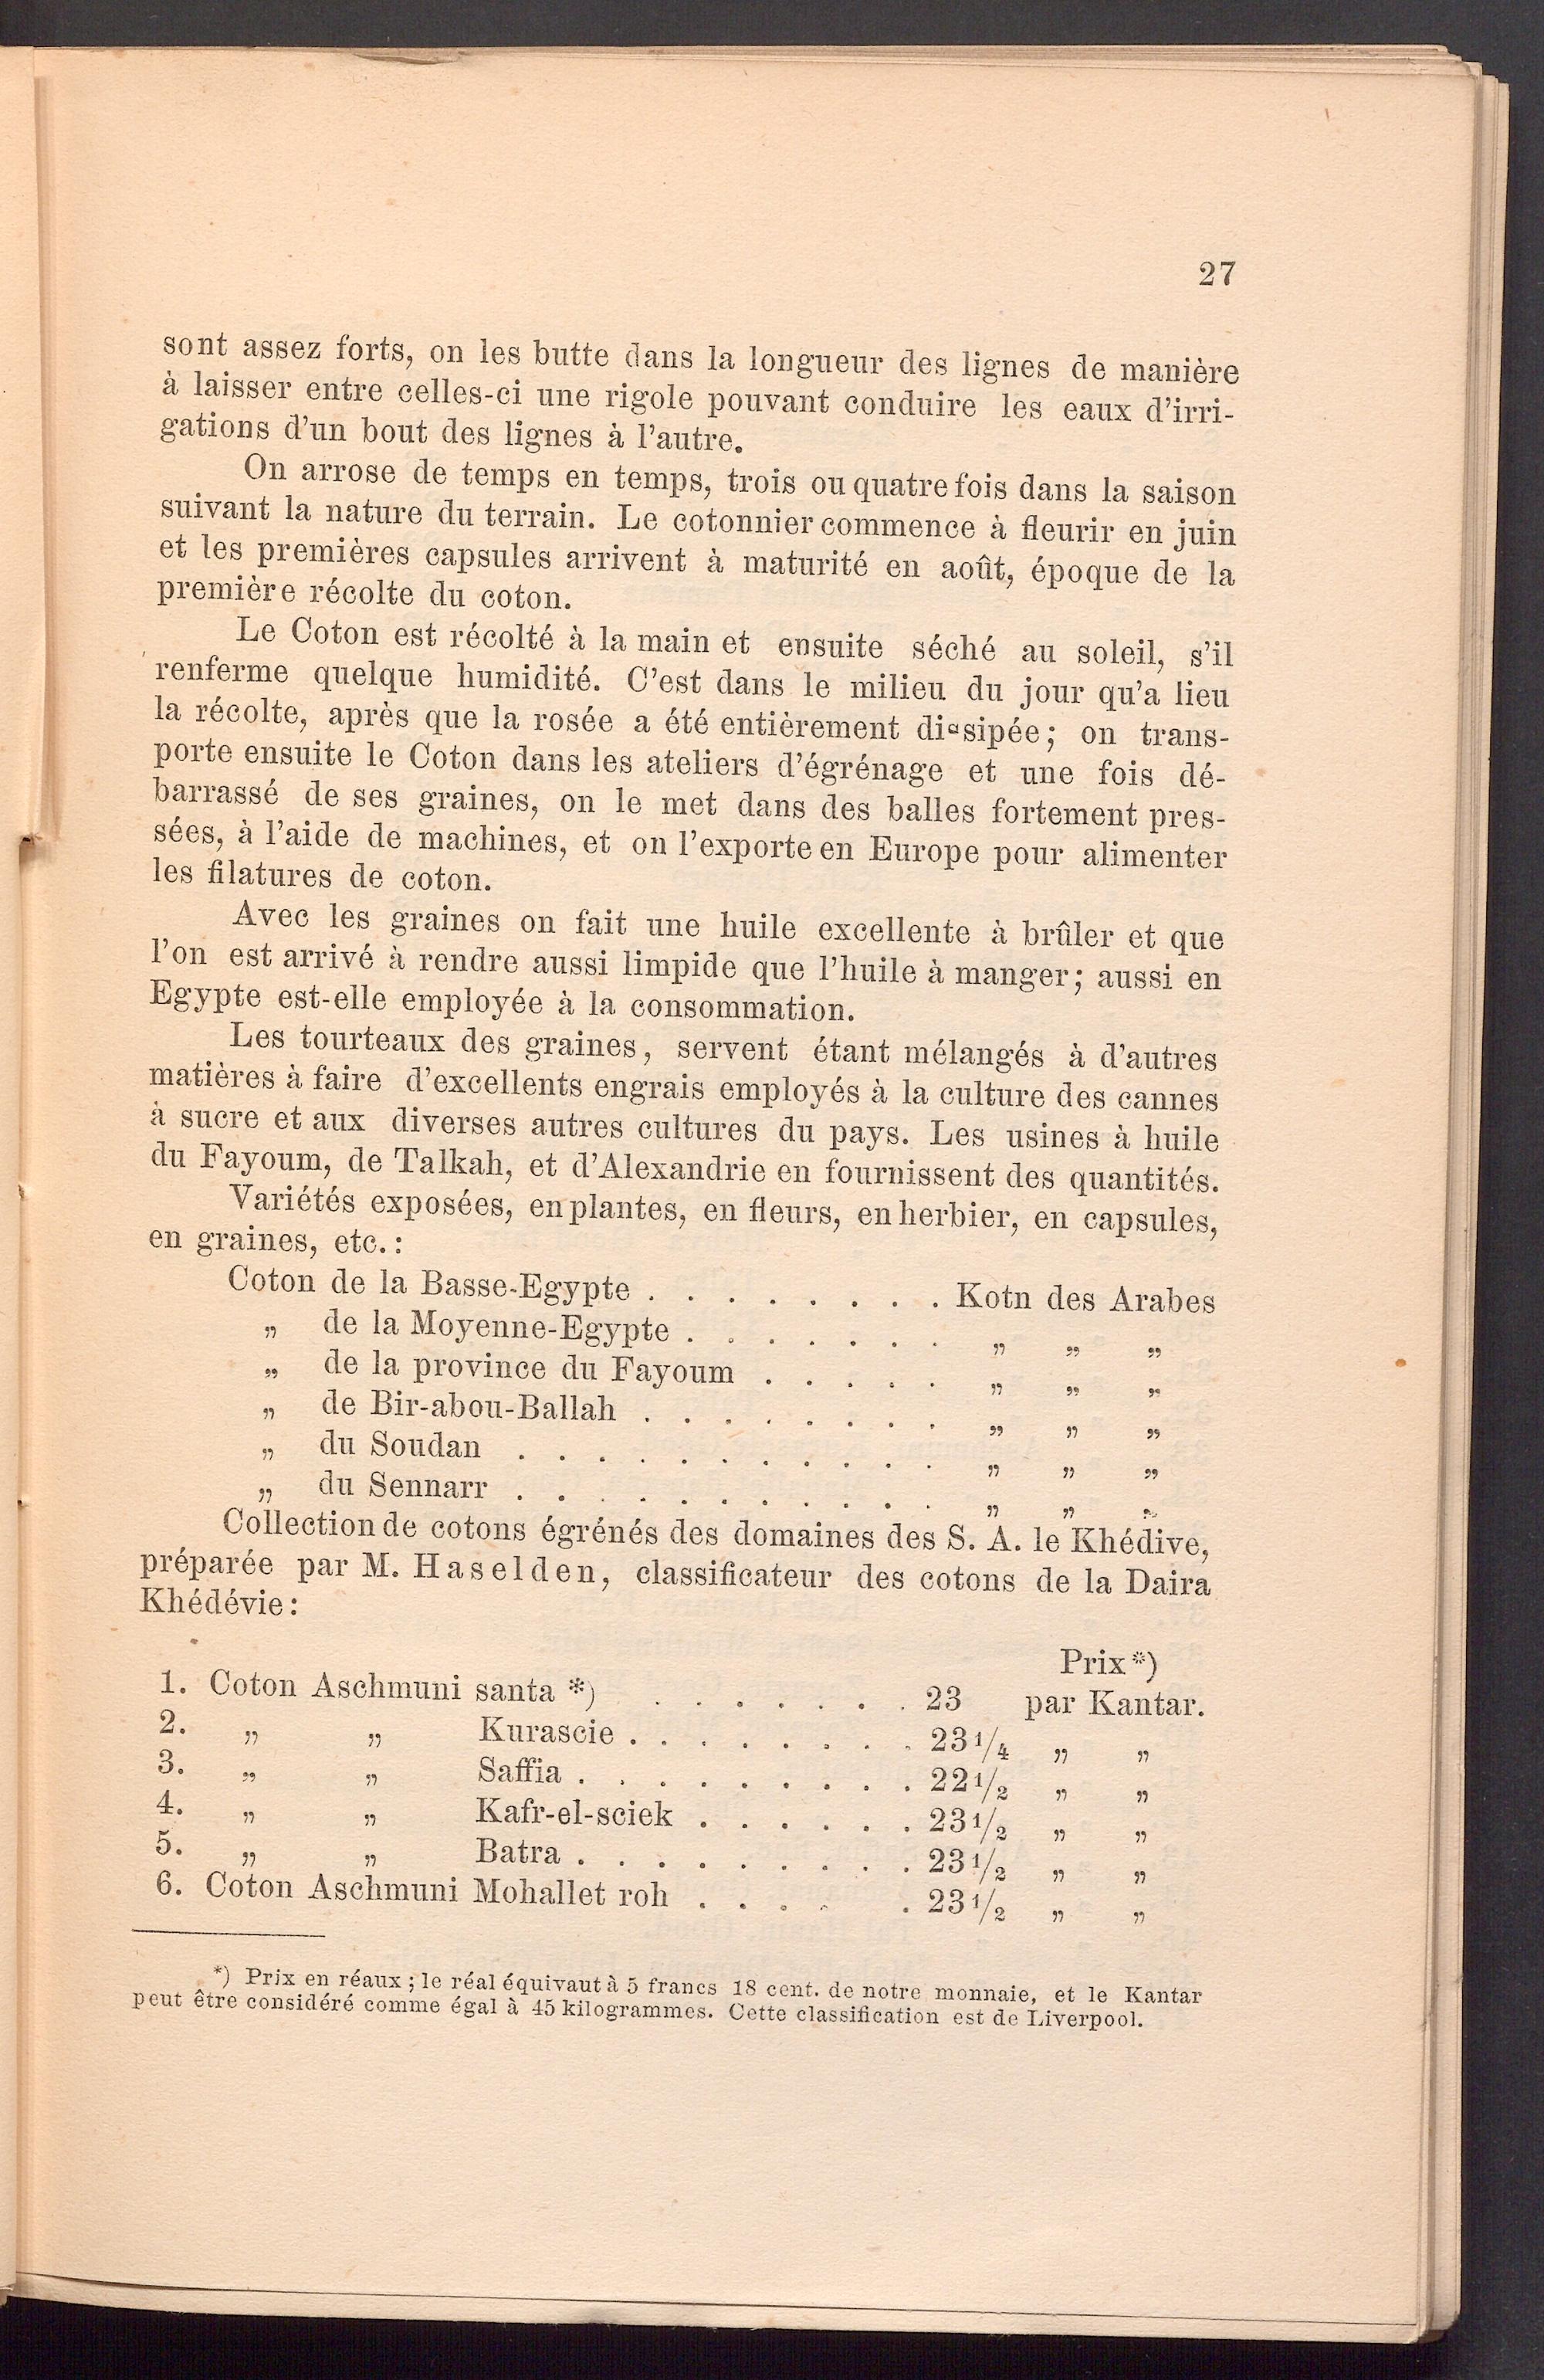 27
sont assez forts, on les butte dans la longueur des lignes de manière
à laisser entre celles-ci une rigole pouvant conduire les eaux d'irri-
gations d'un bout des lignes à l'autre.
On arrose de temps en temps, trois ou quatre fois dans la saison
suivant la nature du terrain. Le cotonnier commence à fleurir en juin
et les premières capsules arrivent à maturité en août, époque de la
première récolte du coton.
Le Coton est récolté à la main et ensuite séché au soleil, s'il
renferme quelque humidité. C'est dans le milieu du jour qu'a lieu
la récolte, après que la rosée a été entièrement dissipée; on trans-
porte ensuite le Coton dans les ateliers d'égrénage et une fois dé-
barrassé de ses graines, on le met dans des balles fortement pres-
sées, à l'aide de machines, et on l'exporte en Europe pour alimenter
les filatures de coton.
Avec les graines on fait une huile excellente à brûler et que
l'on est arrivé à rendre aussi limpide que l'huile à manger; aussi en
Egypte est-elle employée à la consommation.
Les tourteaux des graines, servent étant mélangés à d'autres
matières à faire d'excellents engrais employés à la culture des cannes
à sucre et aux diverses autres cultures du pays. Les usines à huile
du Fayoum, de Talkah, et d'Alexandrie en fournissent des quantités.
Variétés exposées, en plantes, en fleurs, en herbier, en capsules,
en graines, etc.:
Coton de la Basse-Egypte . . . . . . . . Kotn des Arabes
„ de la Moyenne-Egypte . . . . . . . „ „ „
„ de la province du Fayoum . . . . . „ „ „
„ de Bir-abou-Ballah . . . . . . . . „ „ „
„ du Soudan . . . . . . . . . . . „ „ „
„ du Sennarr . . . . . . . . . . . „ „ „
Collection de cotons égrénés des domaines des S. A. le Khédive,
préparée par M. Haselden, classificateur des cotons de la Daira
Khédévie:
Prix*)
1. Coton Aschmuni santa *) . . . . . . . 23 par Kantar.
2. „ „ Kurascie . . . . . . . . 23 1/4 „ „
3. „ „ Saffia . . . . . . . . . 22 1/2 „ „
4. „ „ Kafr-el-sciek . . . . . . 23 1/2 „ „
5. „ „ Batra . . . . . . . . . 23 1/2 „ „
6. Coton Aschmuni Mohallet roh . . . . . 23 1/2 „ „
*) Prix en réaux; le réal équivaut à 5 francs 18 cent. de notre monnaie, et le Kantar
peut être considéré comme égal à 45 kilogrammes. Cette classification est de Liverpool.